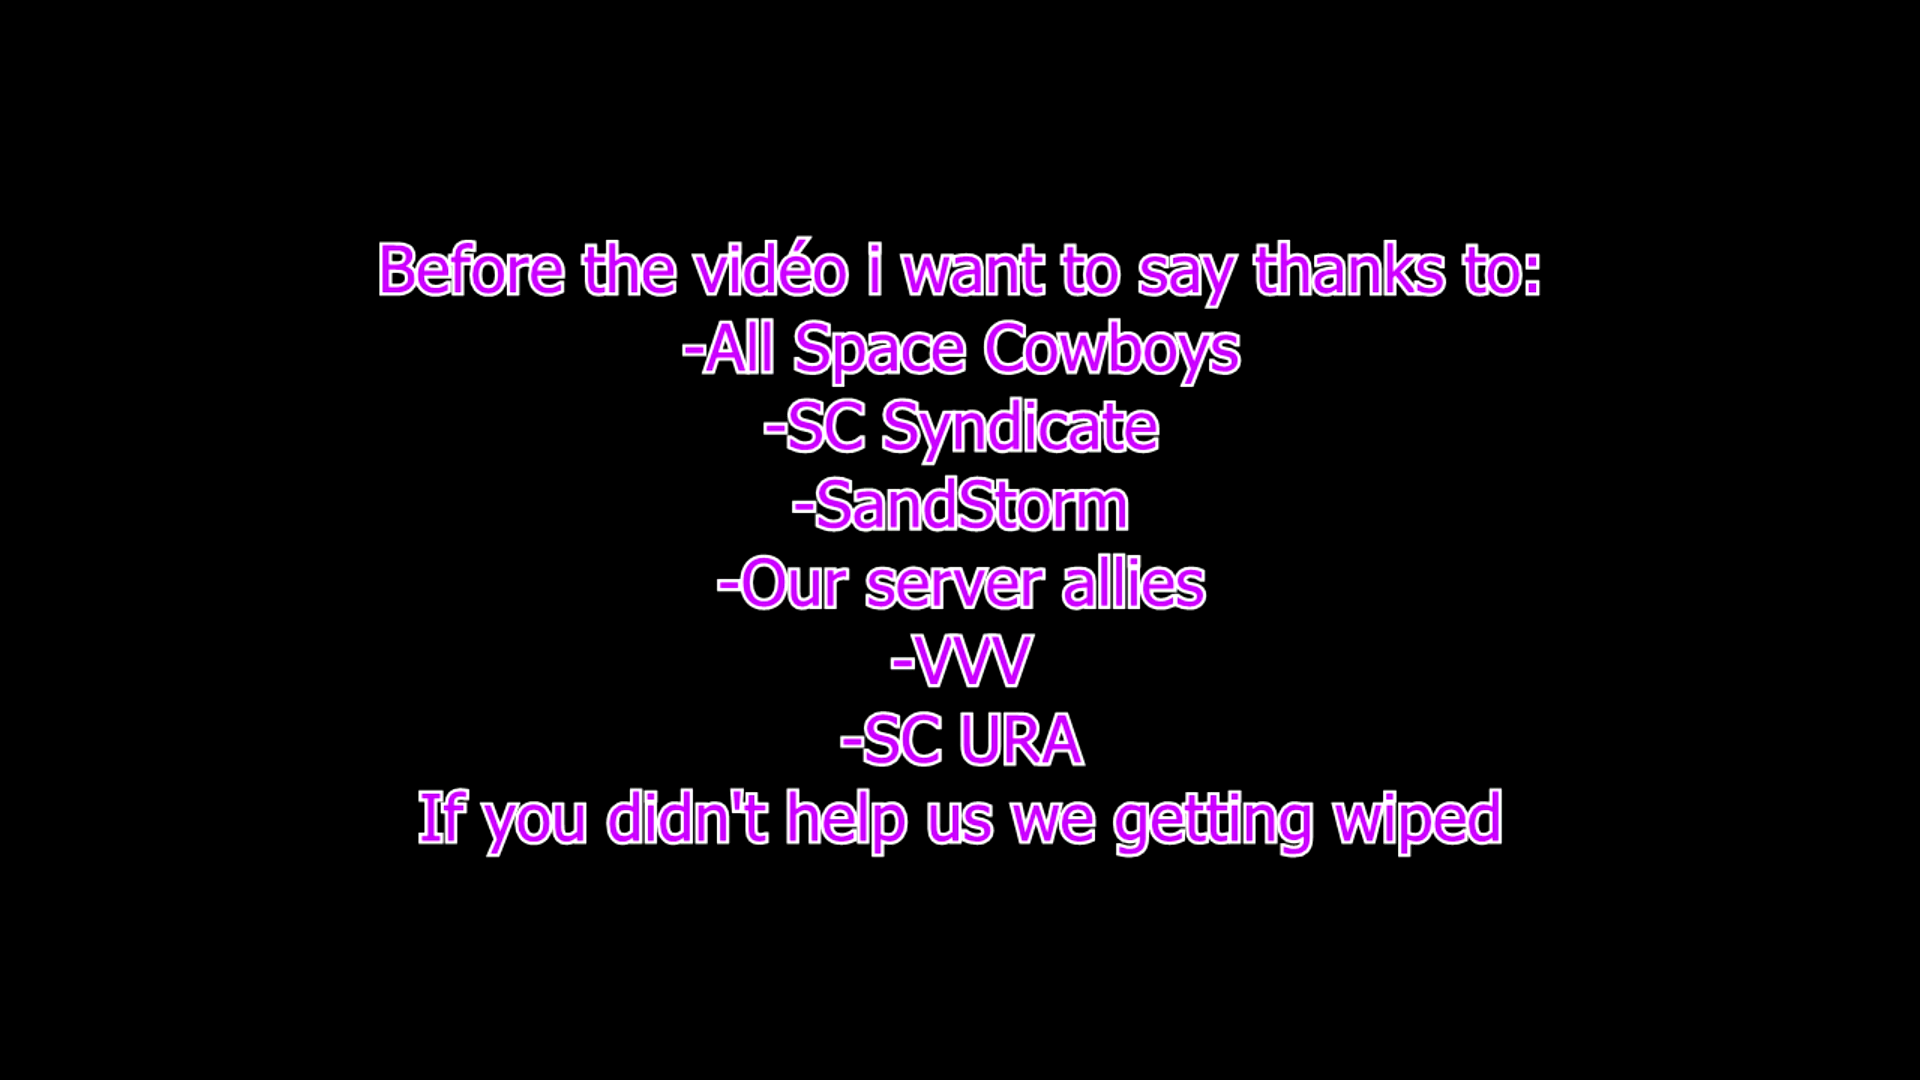 Before the vidéo i want to say thanks to:
-All Space Cowboys
-SC Syndicate
-SandStorm
-Our server allies
-VVV
-SC URA
If you didn't help us we getting wiped